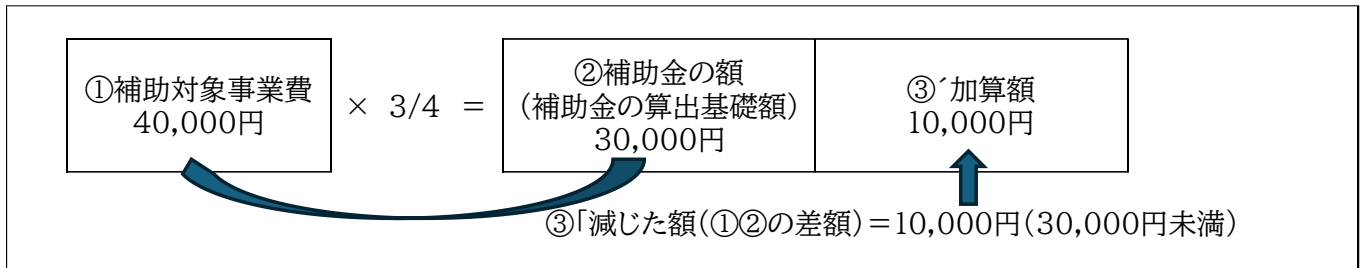 ①補助対象事業費
40,000円
× 3/4 =
②補助金の額
(補助金の算出基礎額)
30,000円
③´加算額
10,000円
③「減じた額(①②の差額)=10,000円(30,000円未満)